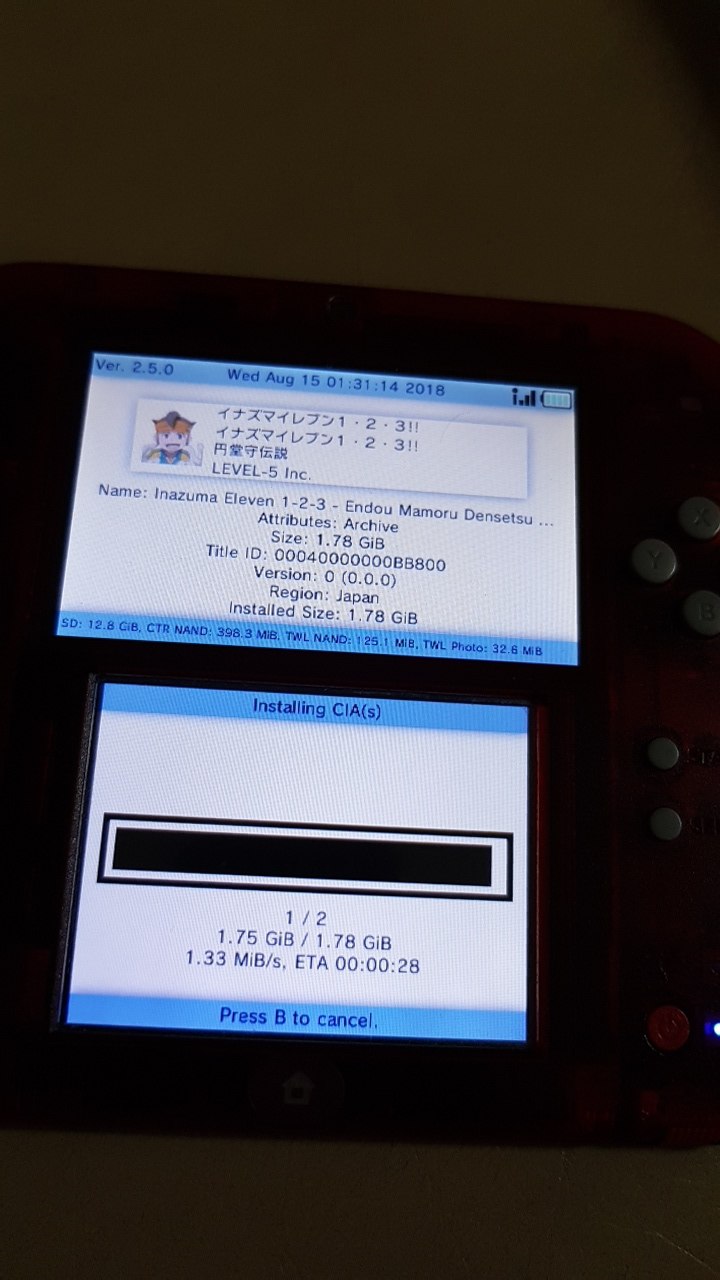 Ver. 2.5.0 Wed Aug 15 01:31:14 2018
イナズマイレブン1・2・3!!
イナズマイレブン1・2・3!!
円堂守伝説
LEVEL-5 Inc.
Name: Inazuma Eleven 1-2-3 - Endou Mamoru Densetsu ...
Attributes: Archive
Size: 1.78 GiB
Title ID: 00040000000BB800
Version: 0 (0.0.0)
Region: Japan
Installed Size: 1.78 GiB
SD: 12.8 GiB, CTR NAND: 398.3 MiB, TWL NAND: 125.1 MiB, TWL Photo: 32.6 MiB
X
Y
B
Installing CIA(s)
1 / 2
1.75 GiB / 1.78 GiB
1.33 MiB/s, ETA 00:00:28
Press B to cancel.